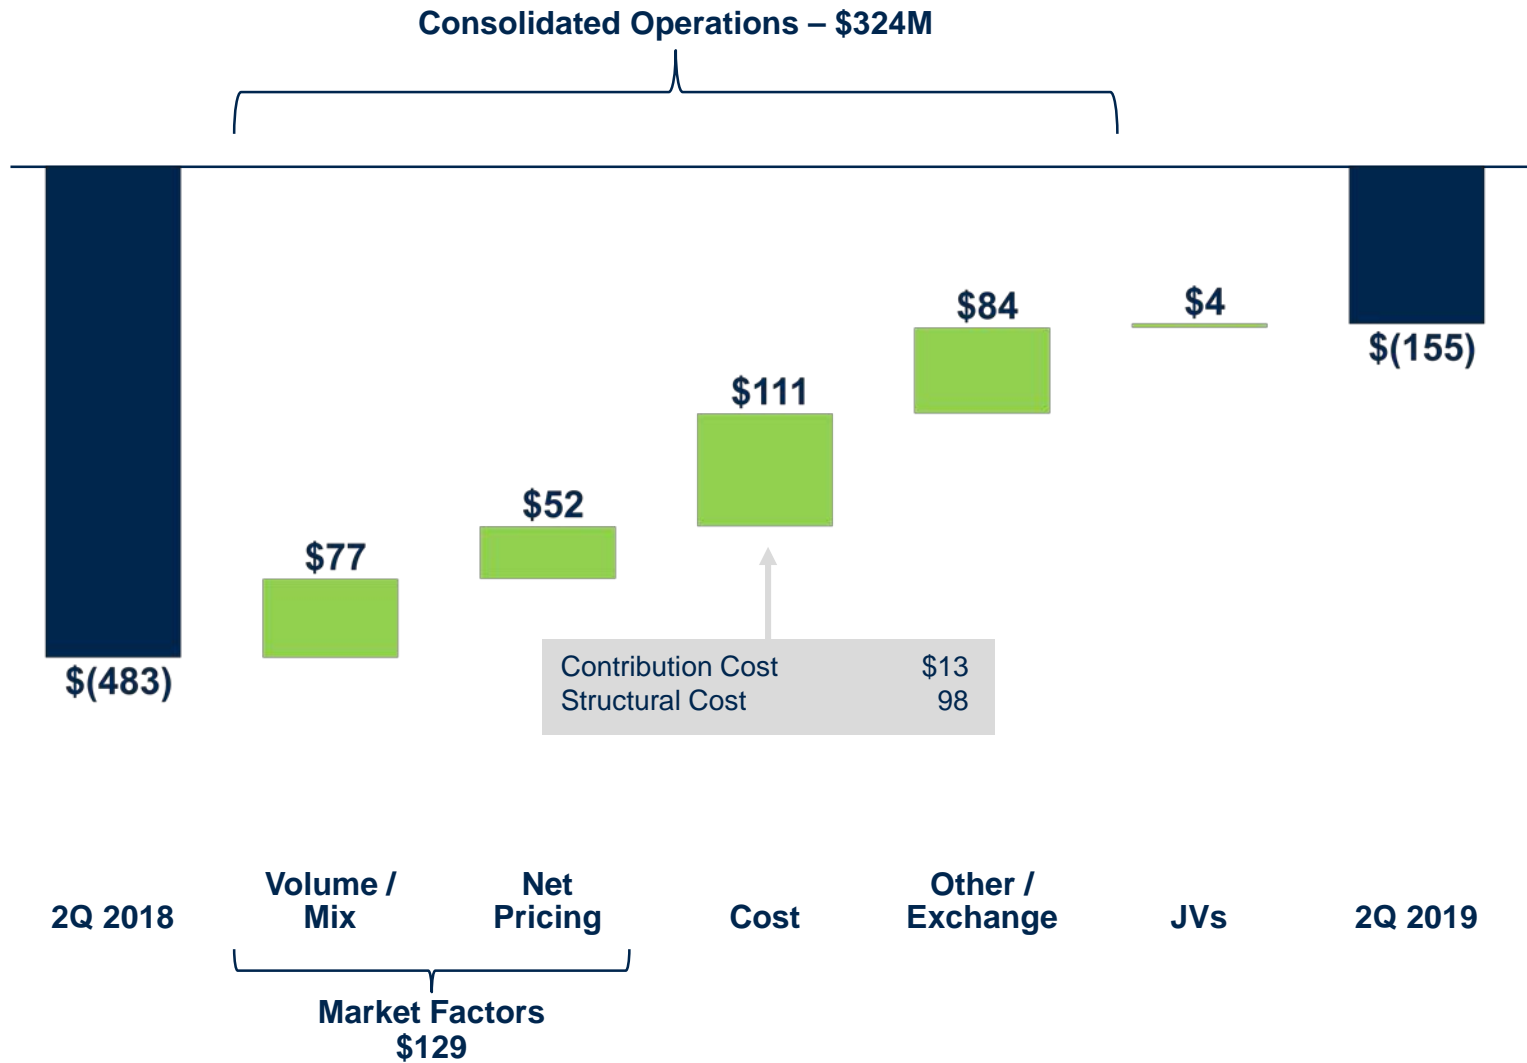 Consolidated Operations – $324M
$(483)
$77
$52
$111
$84
$4
$(155)
Contribution Cost $13
Structural Cost 98
2Q 2018
Volume /
Mix
Net
Pricing
Cost
Other /
Exchange
JVs
2Q 2019
Market Factors
$129